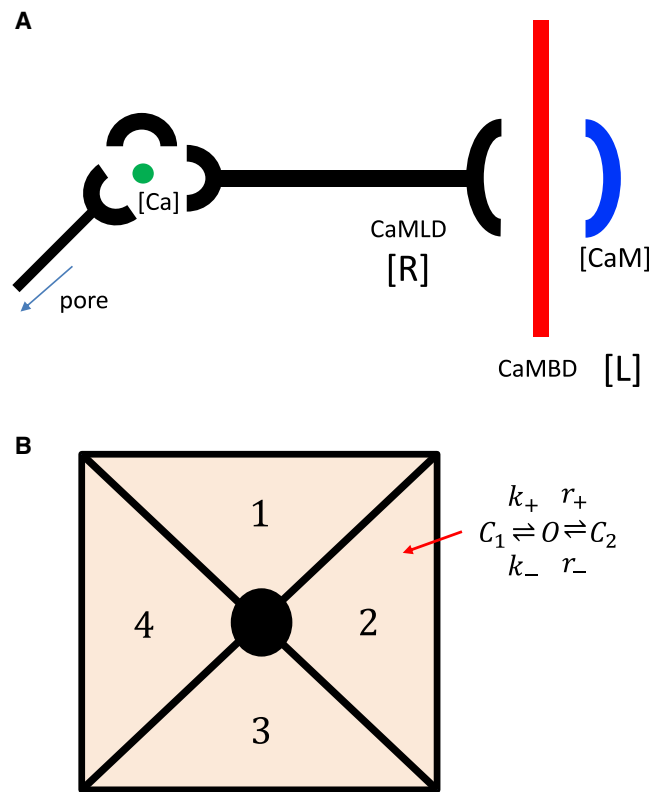 A
[Ca]
CaMLD
[R]
[CaM]
pore
CaMBD [L]
B
1
k₊ r₊
C₁ ⇌ O ⇌ C₂
k₋ r₋
4 2
3